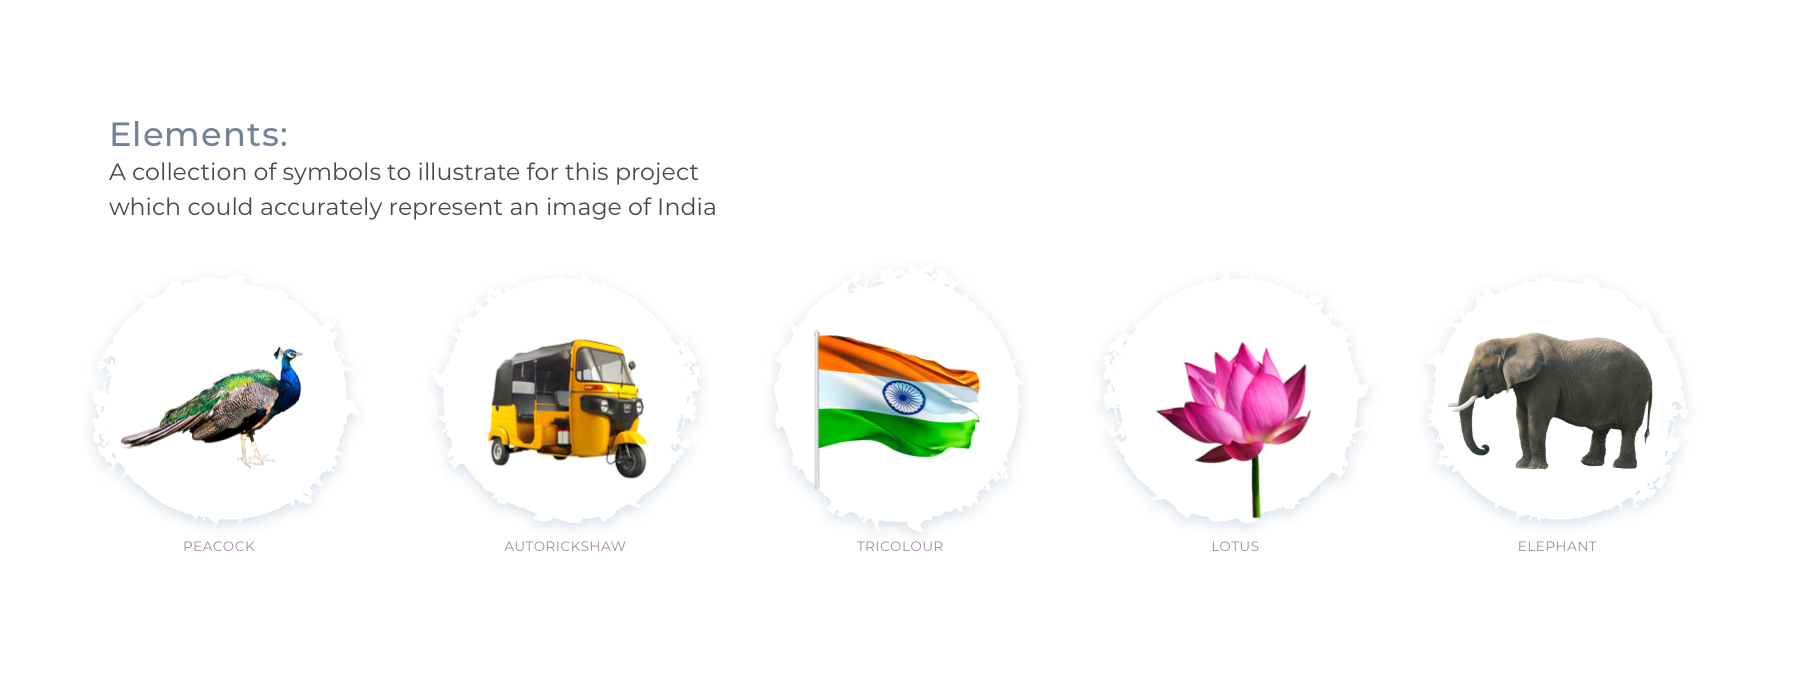 Elements:
A collection of symbols to illustrate for this project
which could accurately represent an image of India
PEACOCK
AUTORICKSHAW
TRICOLOUR
LOTUS
ELEPHANT